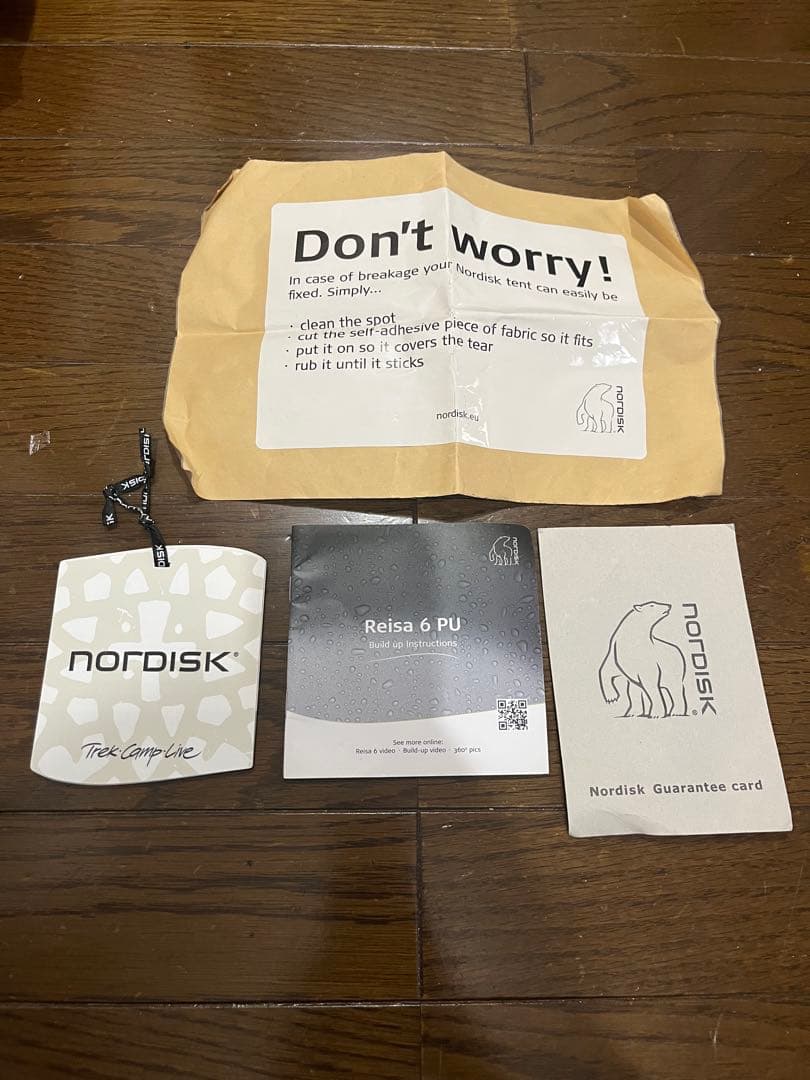 Don't worry!
In case of breakage your Nordisk tent can easily be
fixed. Simply...
· clean the spot
· cut the self-adhesive piece of fabric so it fits
· put it on so it covers the tear
· rub it until it sticks
nordisk.eu
NORDISK
NORDISK
NORDISK®
Trek·Camp·Live
NORDISK
Reisa 6 PU
Build up Instructions
See more online:
Reisa 6 video · Build-up video · 360° pics
NORDISK®
Nordisk Guarantee card